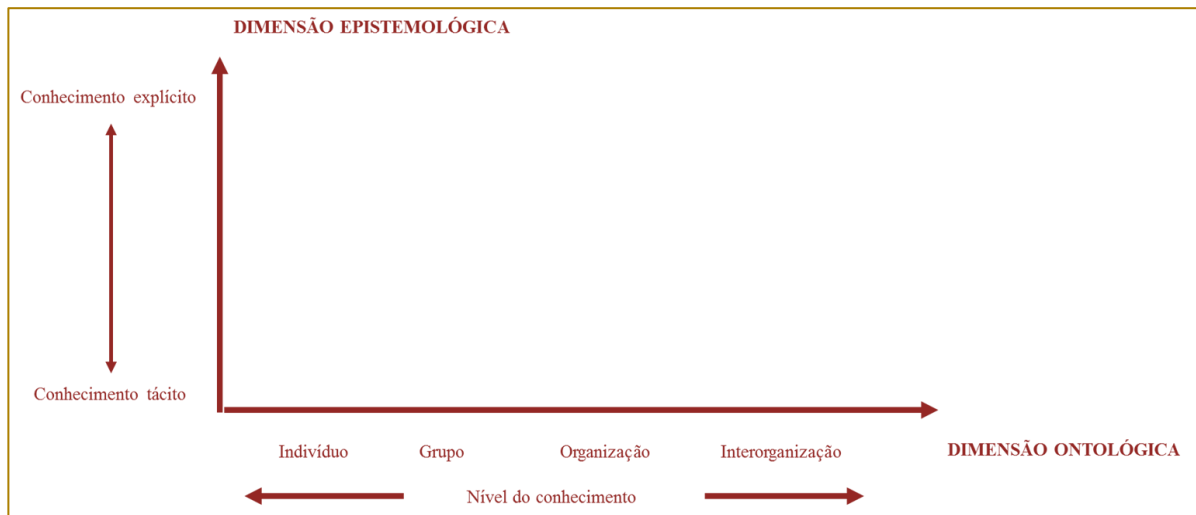 DIMENSÃO EPISTEMOLÓGICA
Conhecimento explícito
Conhecimento tácito
Indivíduo Grupo Organização Interorganização
DIMENSÃO ONTOLÓGICA
Nível do conhecimento